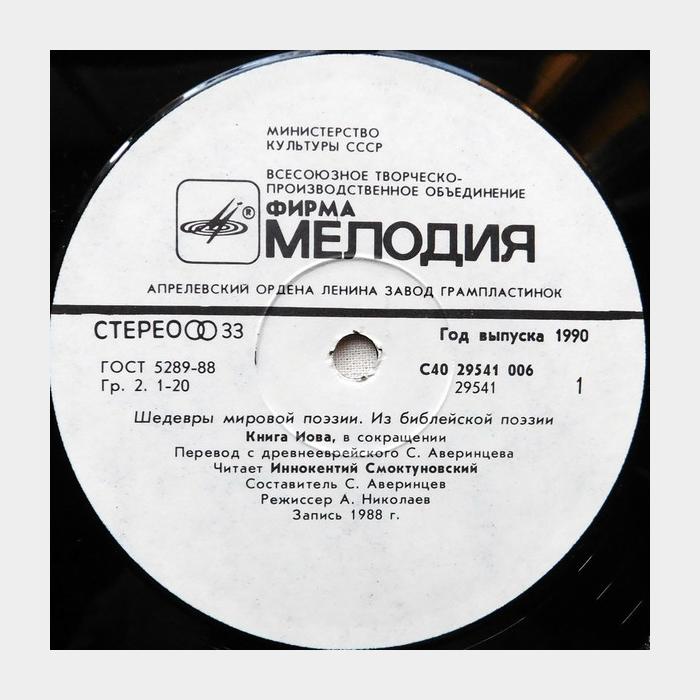 МИНИСТЕРСТВО
КУЛЬТУРЫ СССР
ВСЕСОЮЗНОЕ ТВОРЧЕСКО-
ПРОИЗВОДСТВЕННОЕ ОБЪЕДИНЕНИЕ
®
ФИРМА
МЕЛОДИЯ
АПРЕЛЕВСКИЙ ОРДЕНА ЛЕНИНА ЗАВОД ГРАМПЛАСТИНОК
СТЕРЕО 33
Год выпуска 1990
ГОСТ 5289-88
Гр. 2. 1-20
С40 29541 006
29541
1
Шедевры мировой поэзии. Из библейской поэзии
Книга Иова, в сокращении
Перевод с древнееврейского С. Аверинцева
Читает Иннокентий Смоктуновский
Составитель С. Аверинцев
Режиссер А. Николаев
Запись 1988 г.